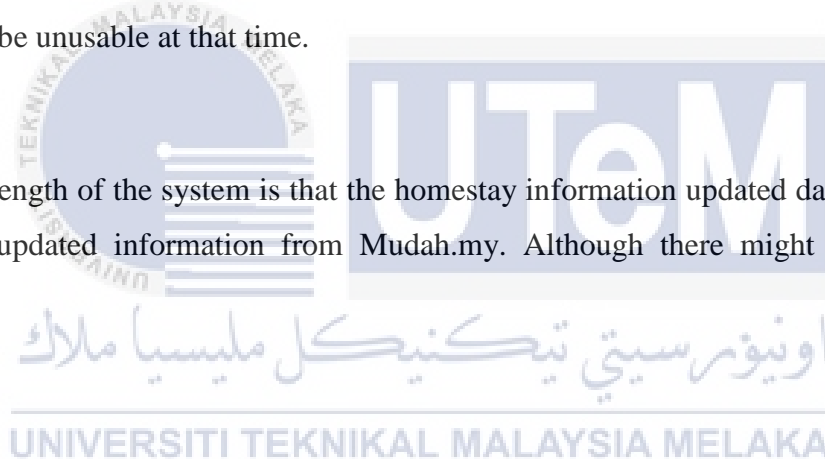 be unusable at that time.
ength of the system is that the homestay information updated da
updated information from Mudah.my. Although there might
UTeM
اونيۏرسيتي تيكنيكل مليسيا ملاك
UNIVERSITI TEKNIKAL MALAYSIA MELAKA